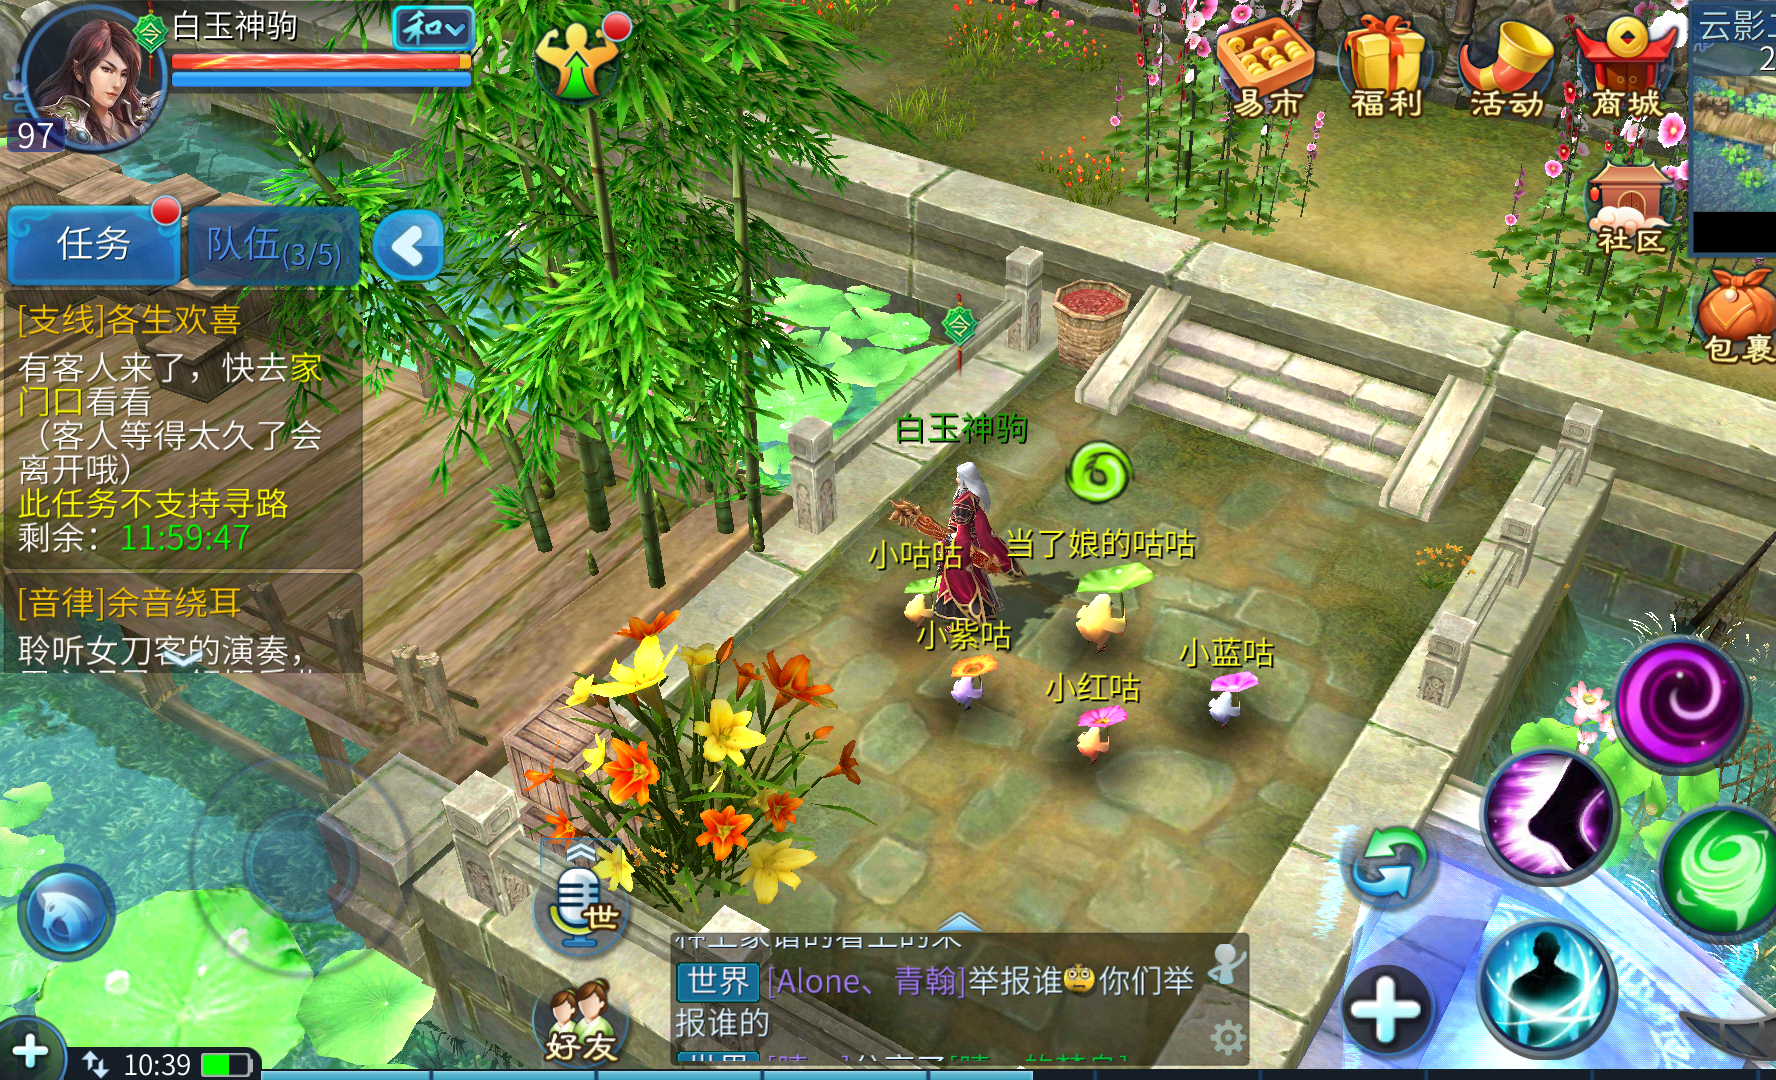 白玉神驹
和
97
易市
福利
活动
商城
云影
2
社区
包裹
任务
队伍(3/5)
[支线]各生欢喜
有客人来了，快去家
门口看看
（客人等得太久了会
离开哦）
此任务不支持寻路
剩余：11:59:47
[音律]余音绕耳
聆听女刀客的演奏，
令
白玉神驹
小咕咕
当了娘的咕咕
小紫咕
小蓝咕
小红咕
世
好友
世界 [Alone、青翰]举报谁你们举
报谁的
10:39